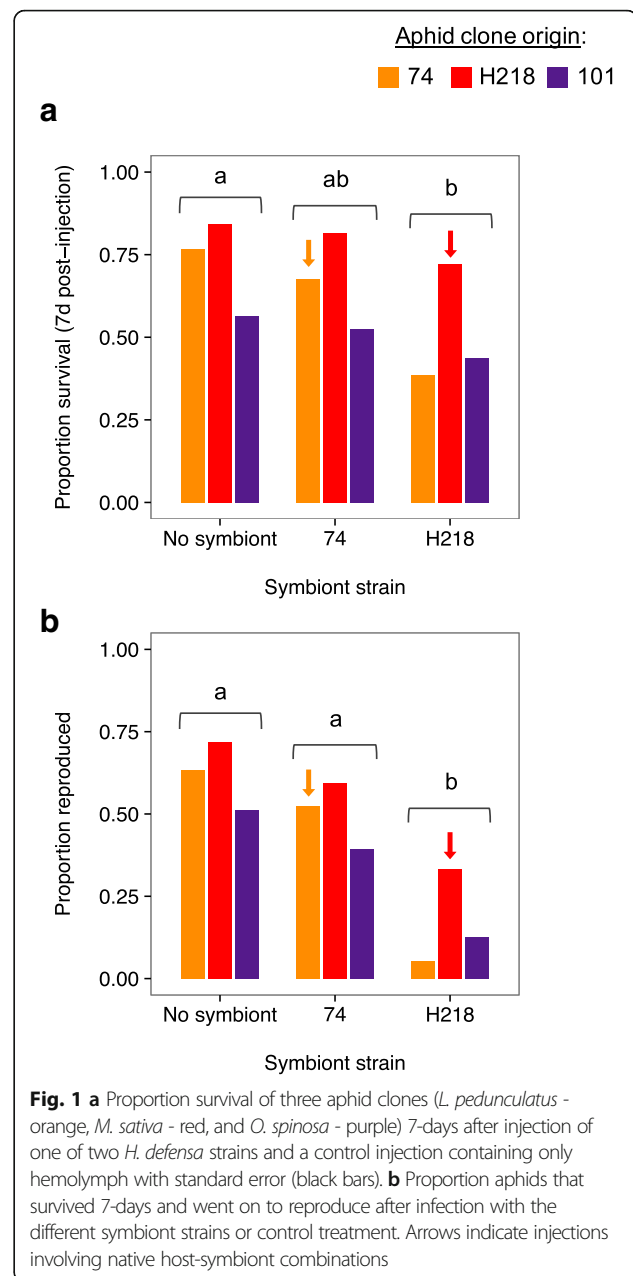 Aphid clone origin:
74 H218 101
a
1.00
0.75
0.50
0.25
0.00
Proportion survival (7d post–injection)
a
ab
b
No symbiont 74 H218
Symbiont strain
b
1.00
0.75
0.50
0.25
0.00
Proportion reproduced
a
a
b
No symbiont 74 H218
Symbiont strain
Fig. 1 a Proportion survival of three aphid clones (L. pedunculatus -
orange, M. sativa - red, and O. spinosa - purple) 7-days after injection of
one of two H. defensa strains and a control injection containing only
hemolymph with standard error (black bars). b Proportion aphids that
survived 7-days and went on to reproduce after infection with the
different symbiont strains or control treatment. Arrows indicate injections
involving native host-symbiont combinations